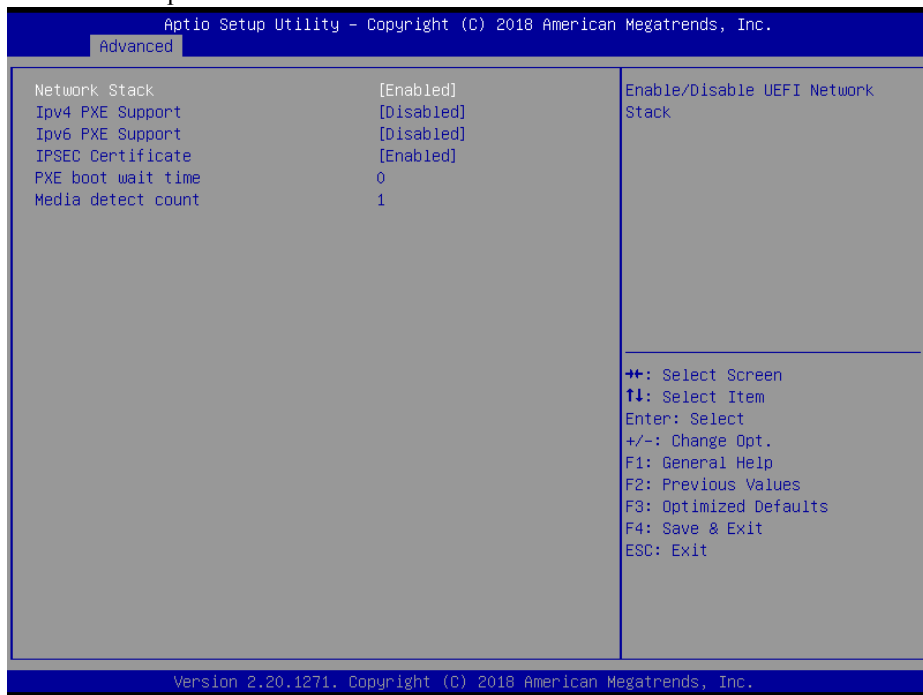 Aptio Setup Utility – Copyright (C) 2018 American Megatrends, Inc.
Advanced
Network Stack [Enabled]
Ipv4 PXE Support [Disabled]
Ipv6 PXE Support [Disabled]
IPSEC Certificate [Enabled]
PXE boot wait time 0
Media detect count 1
Enable/Disable UEFI Network
Stack
→←: Select Screen
↑↓: Select Item
Enter: Select
+/-: Change Opt.
F1: General Help
F2: Previous Values
F3: Optimized Defaults
F4: Save & Exit
ESC: Exit
Version 2.20.1271. Copyright (C) 2018 American Megatrends, Inc.